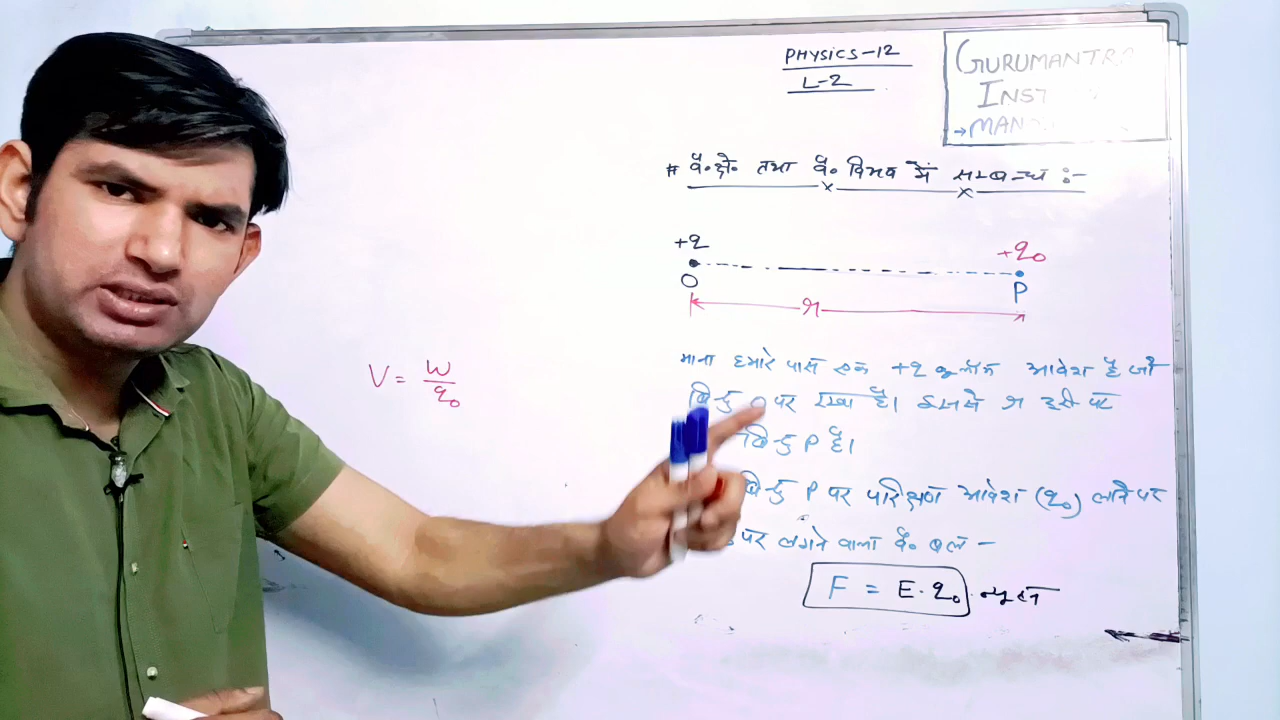 PHYSICS-12
L-2
GURUMANTRA
INST
→ MAN
# वै॰क्षे॰ तथा वै॰ विभव में सम्बन्ध :-
+q
+q₀
O
P
r
माना हमारे पास एक +q कूलॉम आवेश है जो
बिन्दु O पर रखा है। इससे r दूरी पर
बिन्दु P है।
बिन्दु P पर परिक्षण आवेश (q₀) लाने पर
पर लगने वाला वै॰ बल -
F = E·q₀ न्यूटन
V = W/q₀